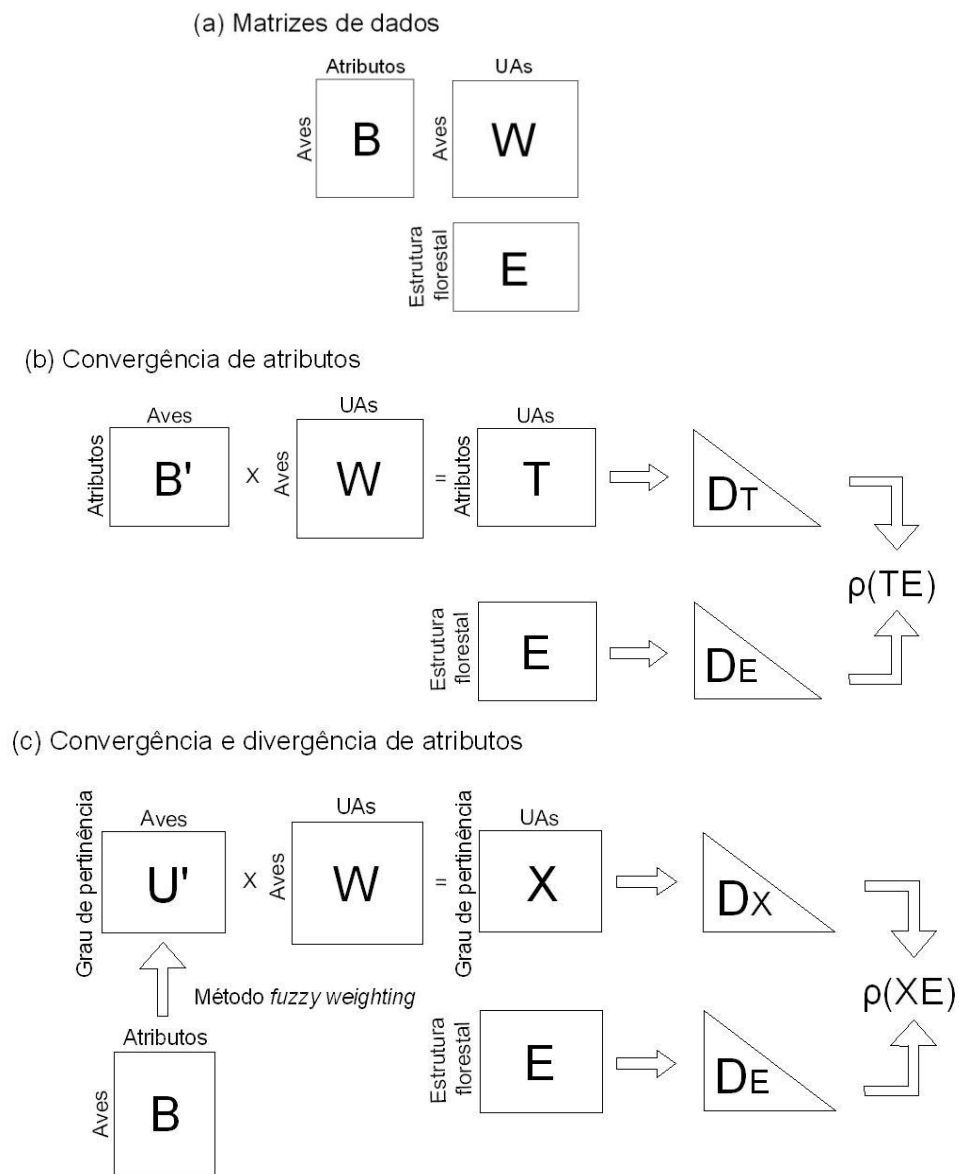 (a) Matrizes de dados
Atributos
UAs
Aves
B
Aves
W
Estrutura
florestal
E
(b) Convergência de atributos
Aves
UAs
UAs
Atributos
B'
X
Aves
W
=
Atributos
T
DT
ρ(TE)
Estrutura
florestal
E
DE
(c) Convergência e divergência de atributos
Aves
UAs
UAs
Grau de pertinência
U'
X
Aves
W
=
Grau de pertinência
X
DX
ρ(XE)
Método fuzzy weighting
Atributos
Aves
B
Estrutura
florestal
E
DE